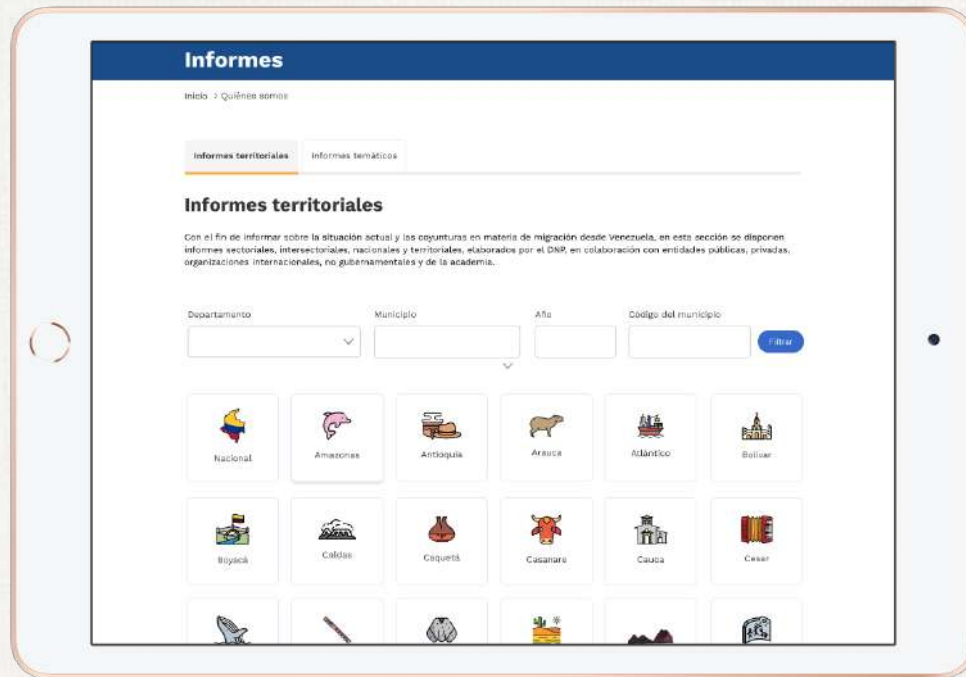 Informes
Inicio > Quiénes somos
Informes territoriales Informes temáticos
Informes territoriales
Con el fin de informar sobre la situación actual y las coyunturas en materia de migración desde Venezuela, en esta sección se disponen
informes sectoriales, intersectoriales, nacionales y territoriales, elaborados por el DNP, en colaboración con entidades públicas, privadas,
organizaciones internacionales, no gubernamentales y de la academia.
Departamento Municipio Año Código del municipio
Filtrar
Nacional Amazonas Antioquia Arauca Atlántico Bolívar
Boyacá Caldas Caquetá Casanare Cauca Cesar